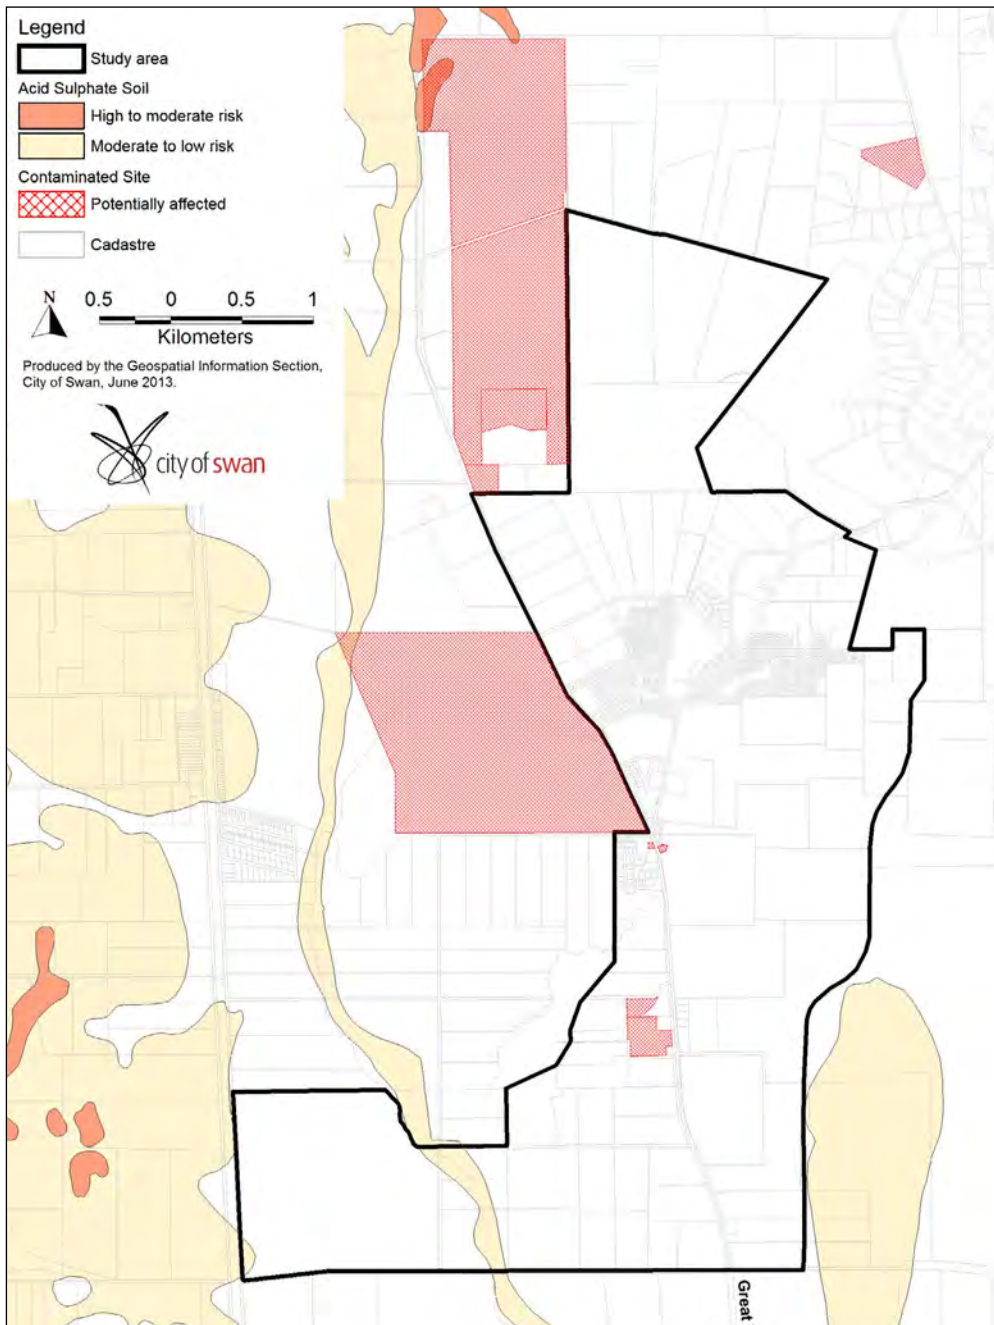 Legend
Study area
Acid Sulphate Soil
High to moderate risk
Moderate to low risk
Contaminated Site
Potentially affected
Cadastre
N
0.5 0 0.5 1
Kilometers
Produced by the Geospatial Information Section,
City of Swan, June 2013.
city of swan
Great